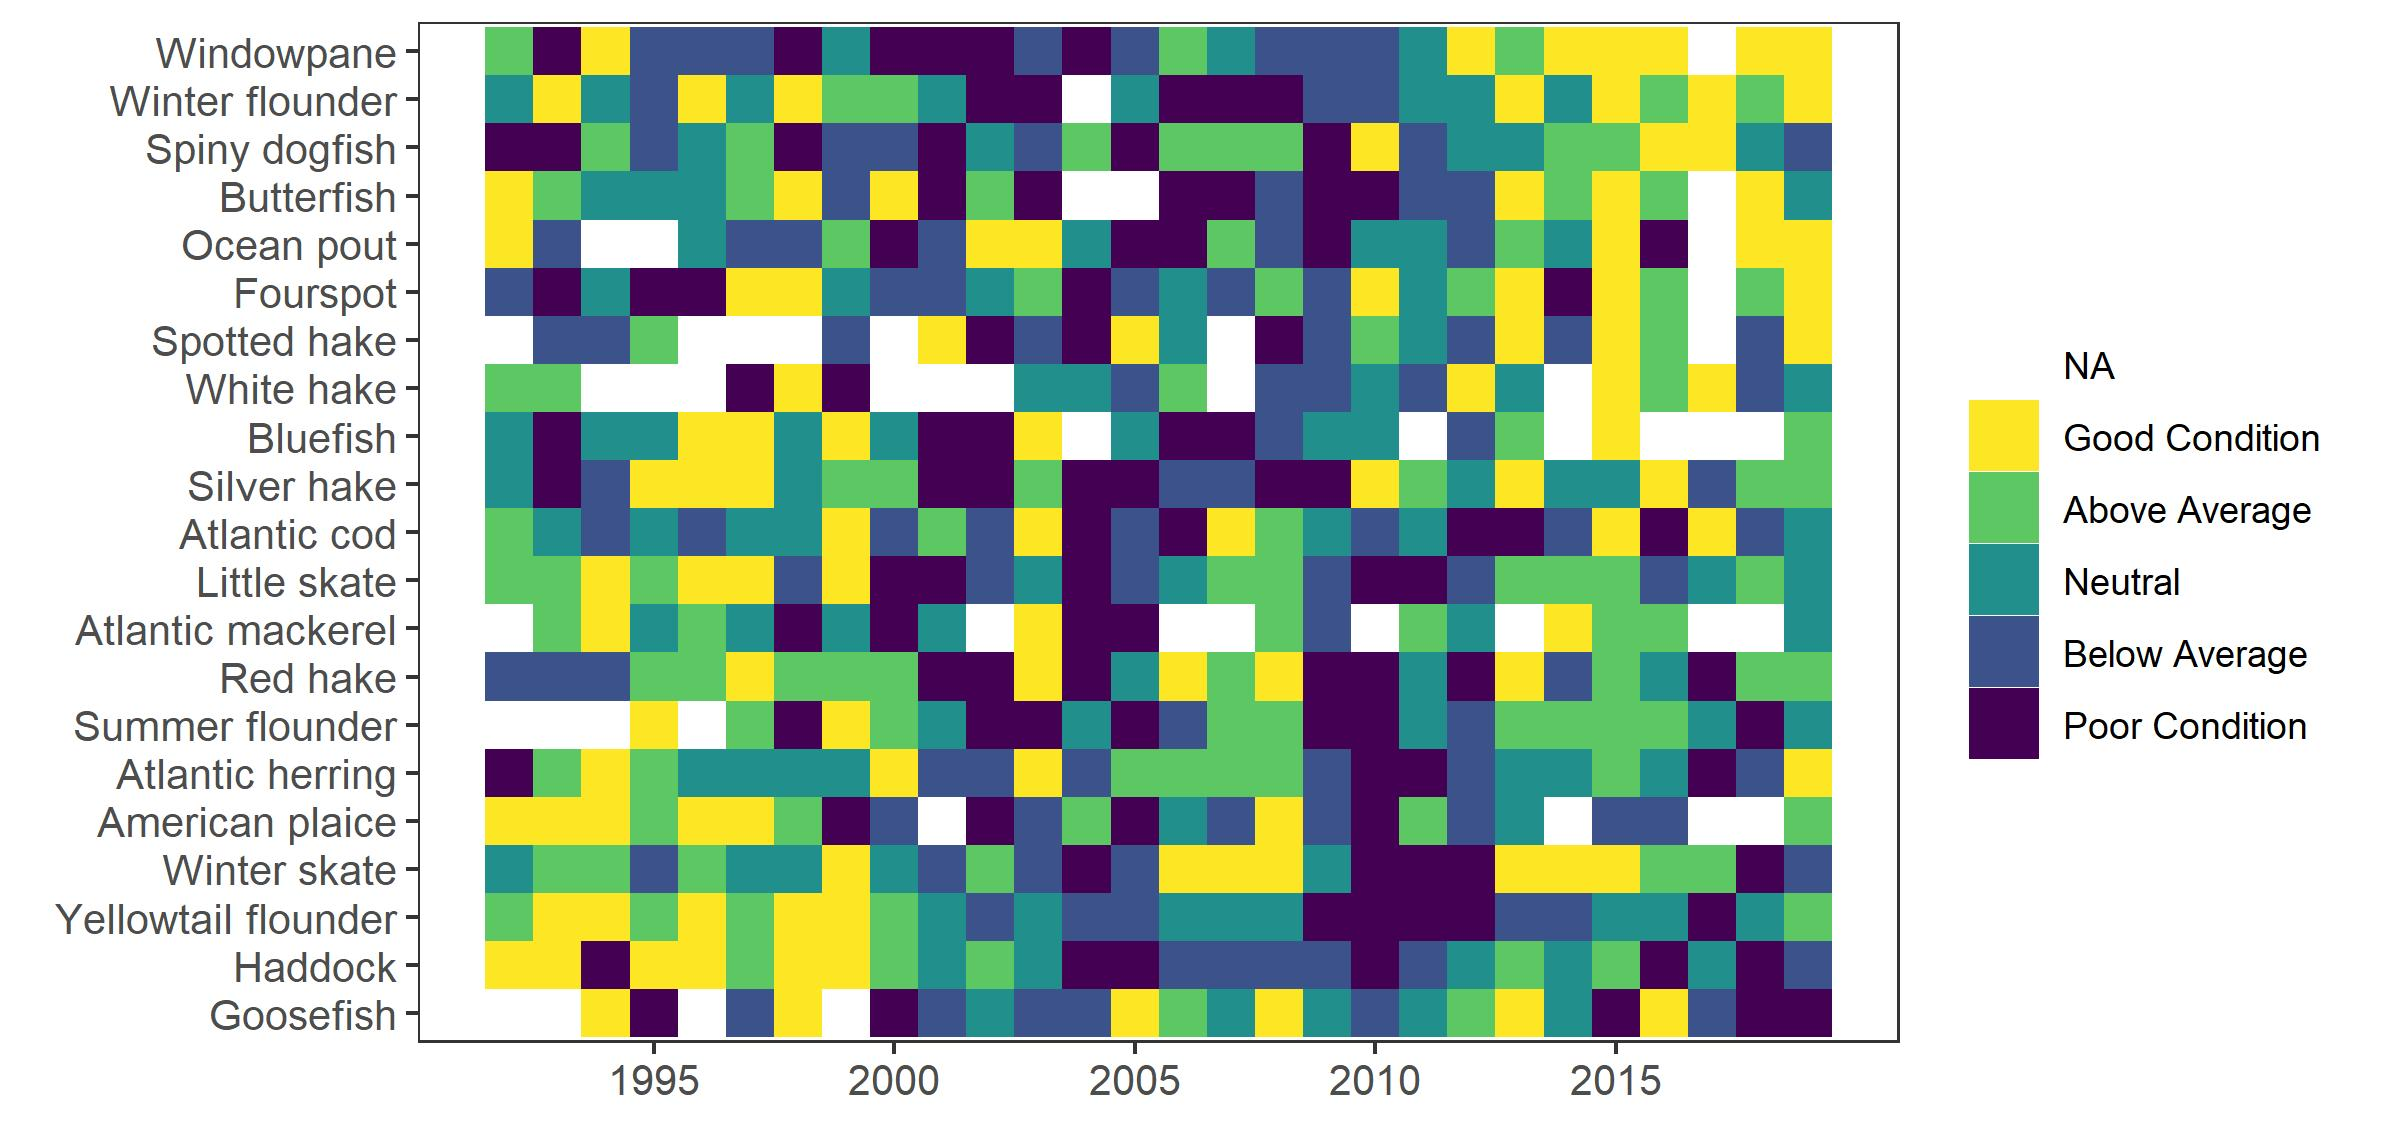 Windowpane
Winter flounder
Spiny dogfish
Butterfish
Ocean pout
Fourspot
Spotted hake
White hake
Bluefish
Silver hake
Atlantic cod
Little skate
Atlantic mackerel
Red hake
Summer flounder
Atlantic herring
American plaice
Winter skate
Yellowtail flounder
Haddock
Goosefish
1995 2000 2005 2010 2015
NA
Good Condition
Above Average
Neutral
Below Average
Poor Condition